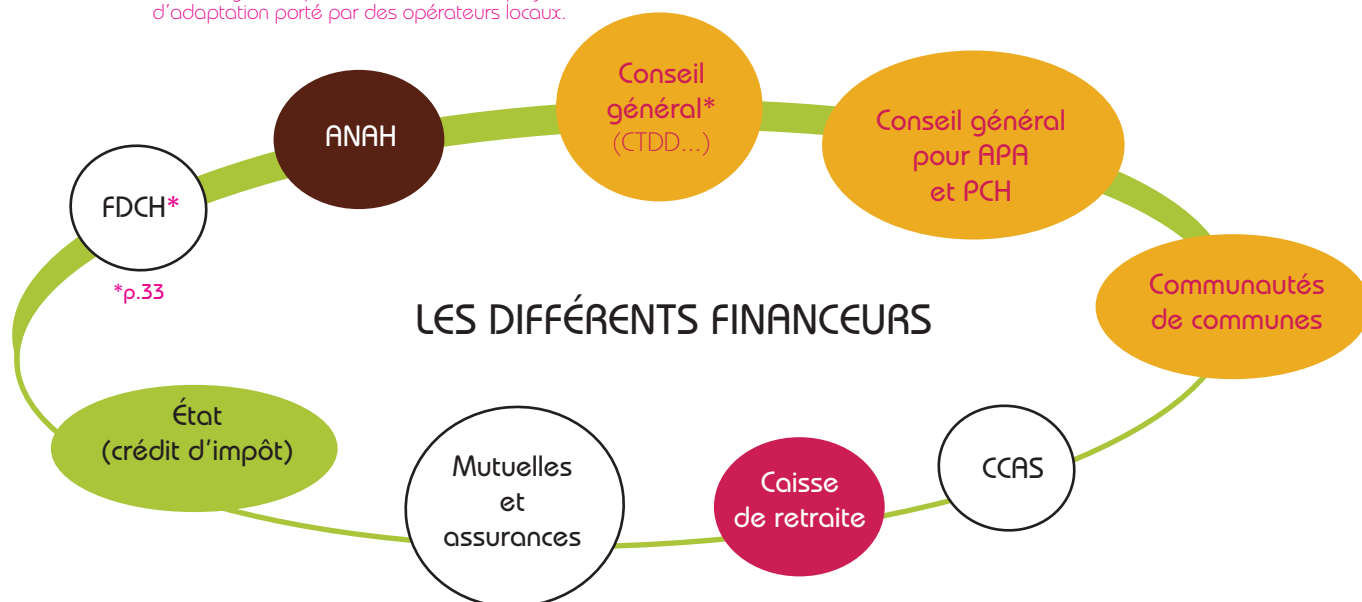 d'adaptation porté par des opérateurs locaux.
Conseil
général*
(CTDD...)
ANAH
Conseil général
pour APA
et PCH
FDCH*
*p.33
Communautés
de communes
LES DIFFÉRENTS FINANCEURS
État
(crédit d'impôt)
Mutuelles
et
assurances
Caisse
de retraite
CCAS